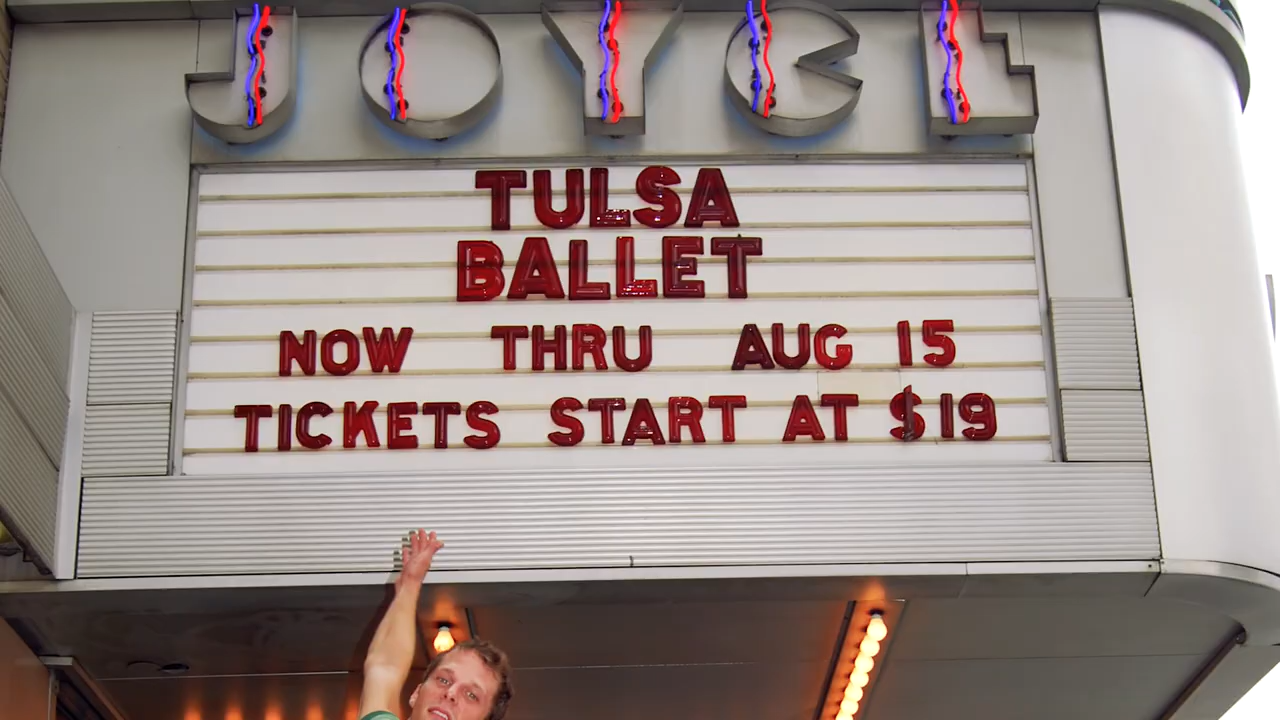 JOYCE
TULSA
BALLET
NOW THRU AUG 15
TICKETS START AT $19